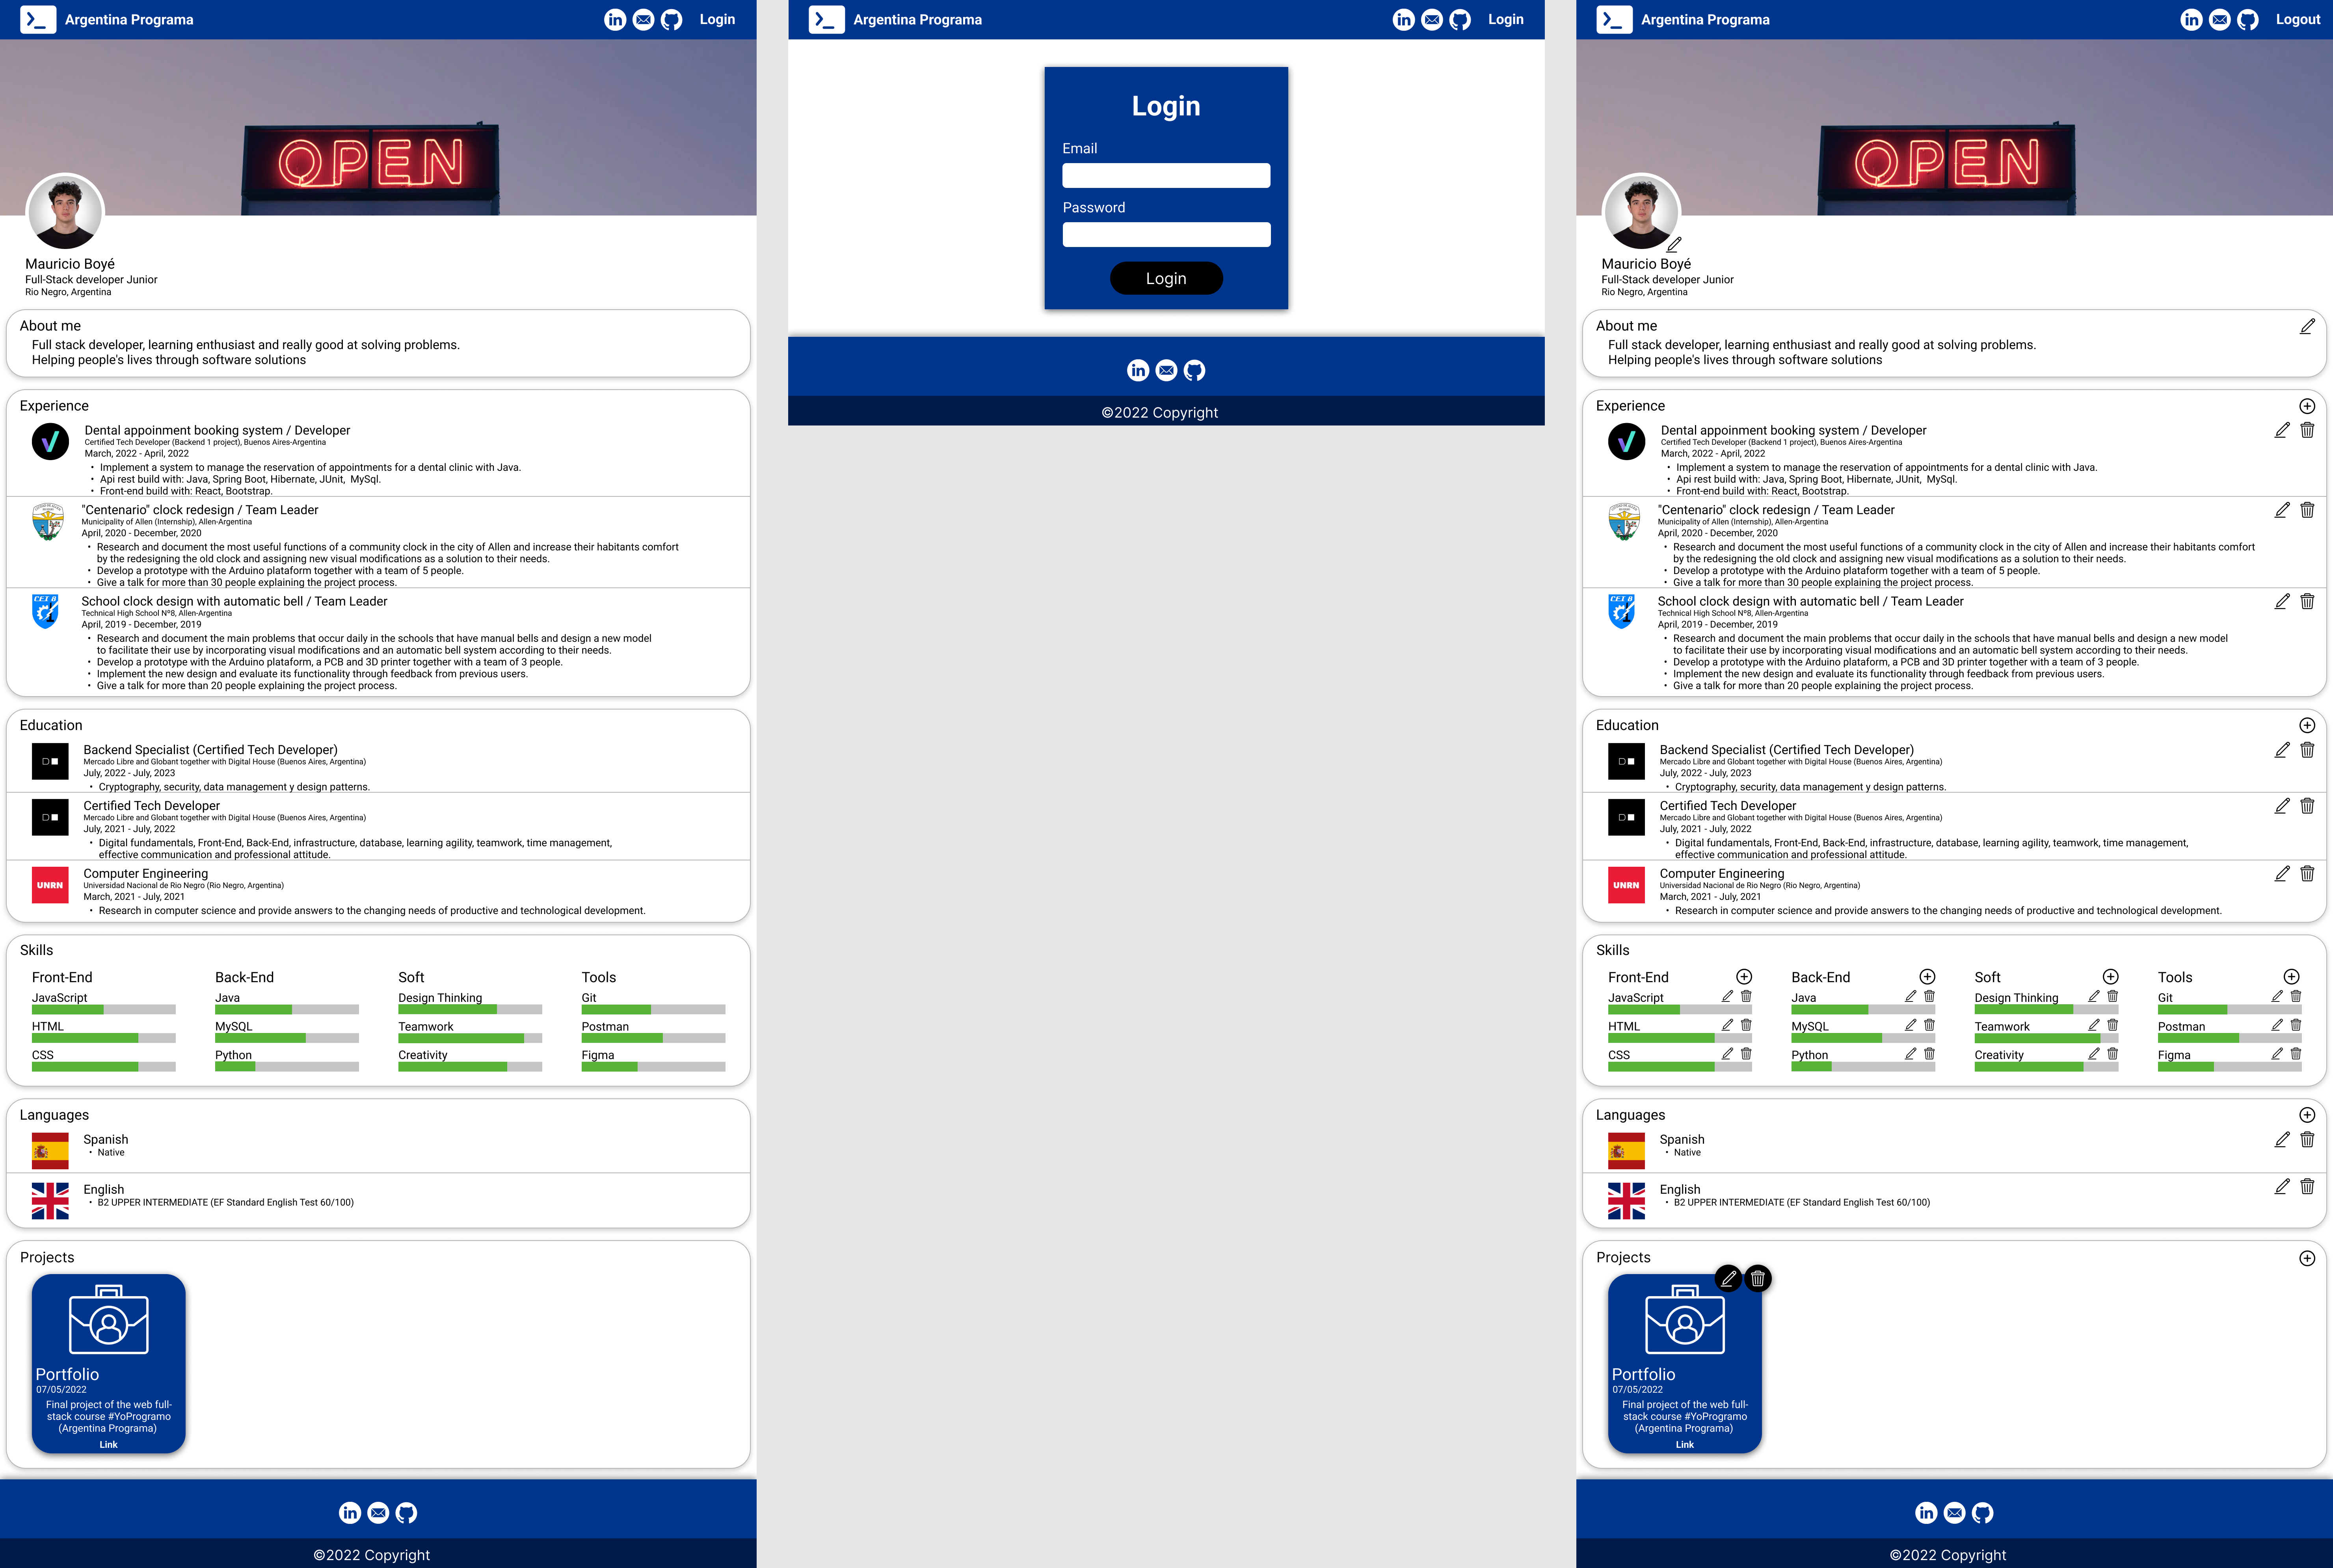 Argentina Programa
Login
OPEN
Mauricio Boyé
Full-Stack developer Junior
Rio Negro, Argentina
About me
Full stack developer, learning enthusiast and really good at solving problems.
Helping people's lives through software solutions
Experience
Dental appoinment booking system / Developer
Certified Tech Developer (Backend 1 project), Buenos Aires-Argentina
March, 2022 - April, 2022
• Implement a system to manage the reservation of appointments for a dental clinic with Java.
• Api rest build with: Java, Spring Boot, Hibernate, JUnit, MySql.
• Front-end build with: React, Bootstrap.
"Centenario" clock redesign / Team Leader
Municipality of Allen (Internship), Allen-Argentina
April, 2020 - December, 2020
• Research and document the most useful functions of a community clock in the city of Allen and increase their habitants comfort
by the redesigning the old clock and assigning new visual modifications as a solution to their needs.
• Develop a prototype with the Arduino plataform together with a team of 5 people.
• Give a talk for more than 30 people explaining the project process.
CET 8
School clock design with automatic bell / Team Leader
Technical High School Nº8, Allen-Argentina
April, 2019 - December, 2019
• Research and document the main problems that occur daily in the schools that have manual bells and design a new model
to facilitate their use by incorporating visual modifications and an automatic bell system according to their needs.
• Develop a prototype with the Arduino plataform, a PCB and 3D printer together with a team of 3 people.
• Implement the new design and evaluate its functionality through feedback from previous users.
• Give a talk for more than 20 people explaining the project process.
Education
Backend Specialist (Certified Tech Developer)
Mercado Libre and Globant together with Digital House (Buenos Aires, Argentina)
July, 2022 - July, 2023
• Cryptography, security, data management y design patterns.
Certified Tech Developer
Mercado Libre and Globant together with Digital House (Buenos Aires, Argentina)
July, 2021 - July, 2022
• Digital fundamentals, Front-End, Back-End, infrastructure, database, learning agility, teamwork, time management,
effective communication and professional attitude.
UNRN
Computer Engineering
Universidad Nacional de Rio Negro (Rio Negro, Argentina)
March, 2021 - July, 2021
• Research in computer science and provide answers to the changing needs of productive and technological development.
Skills
Front-End Back-End Soft Tools
JavaScript Java Design Thinking Git
HTML MySQL Teamwork Postman
CSS Python Creativity Figma
Languages
Spanish
• Native
English
• B2 UPPER INTERMEDIATE (EF Standard English Test 60/100)
Projects
Portfolio
07/05/2022
Final project of the web full-
stack course #YoProgramo
(Argentina Programa)
Link
©2022 Copyright
Argentina Programa
Login
Login
Email
Password
Login
©2022 Copyright
Argentina Programa
Logout
OPEN
Mauricio Boyé
Full-Stack developer Junior
Rio Negro, Argentina
About me
Full stack developer, learning enthusiast and really good at solving problems.
Helping people's lives through software solutions
Experience
Dental appoinment booking system / Developer
Certified Tech Developer (Backend 1 project), Buenos Aires-Argentina
March, 2022 - April, 2022
• Implement a system to manage the reservation of appointments for a dental clinic with Java.
• Api rest build with: Java, Spring Boot, Hibernate, JUnit, MySql.
• Front-end build with: React, Bootstrap.
"Centenario" clock redesign / Team Leader
Municipality of Allen (Internship), Allen-Argentina
April, 2020 - December, 2020
• Research and document the most useful functions of a community clock in the city of Allen and increase their habitants comfort
by the redesigning the old clock and assigning new visual modifications as a solution to their needs.
• Develop a prototype with the Arduino plataform together with a team of 5 people.
• Give a talk for more than 30 people explaining the project process.
CET 8
School clock design with automatic bell / Team Leader
Technical High School Nº8, Allen-Argentina
April, 2019 - December, 2019
• Research and document the main problems that occur daily in the schools that have manual bells and design a new model
to facilitate their use by incorporating visual modifications and an automatic bell system according to their needs.
• Develop a prototype with the Arduino plataform, a PCB and 3D printer together with a team of 3 people.
• Implement the new design and evaluate its functionality through feedback from previous users.
• Give a talk for more than 20 people explaining the project process.
Education
Backend Specialist (Certified Tech Developer)
Mercado Libre and Globant together with Digital House (Buenos Aires, Argentina)
July, 2022 - July, 2023
• Cryptography, security, data management y design patterns.
Certified Tech Developer
Mercado Libre and Globant together with Digital House (Buenos Aires, Argentina)
July, 2021 - July, 2022
• Digital fundamentals, Front-End, Back-End, infrastructure, database, learning agility, teamwork, time management,
effective communication and professional attitude.
UNRN
Computer Engineering
Universidad Nacional de Rio Negro (Rio Negro, Argentina)
March, 2021 - July, 2021
• Research in computer science and provide answers to the changing needs of productive and technological development.
Skills
Front-End Back-End Soft Tools
JavaScript Java Design Thinking Git
HTML MySQL Teamwork Postman
CSS Python Creativity Figma
Languages
Spanish
• Native
English
• B2 UPPER INTERMEDIATE (EF Standard English Test 60/100)
Projects
Portfolio
07/05/2022
Final project of the web full-
stack course #YoProgramo
(Argentina Programa)
Link
©2022 Copyright